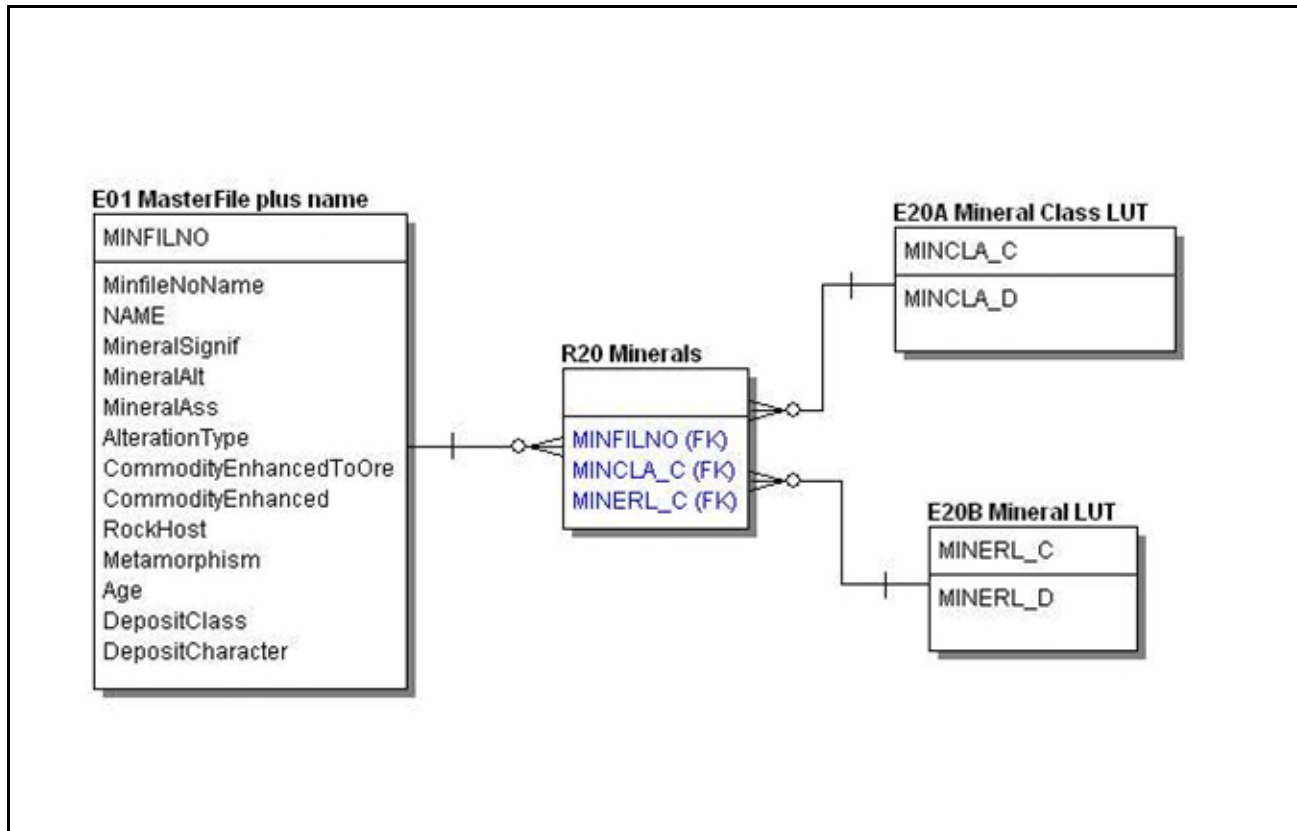 E01 MasterFile plus name
MINFILNO
MinfileNoName
NAME
MineralSignif
MineralAlt
MineralAss
AlterationType
CommodityEnhancedToOre
CommodityEnhanced
RockHost
Metamorphism
Age
DepositClass
DepositCharacter
R20 Minerals
MINFILNO (FK)
MINCLA_C (FK)
MINERL_C (FK)
E20A Mineral Class LUT
MINCLA_C
MINCLA_D
E20B Mineral LUT
MINERL_C
MINERL_D